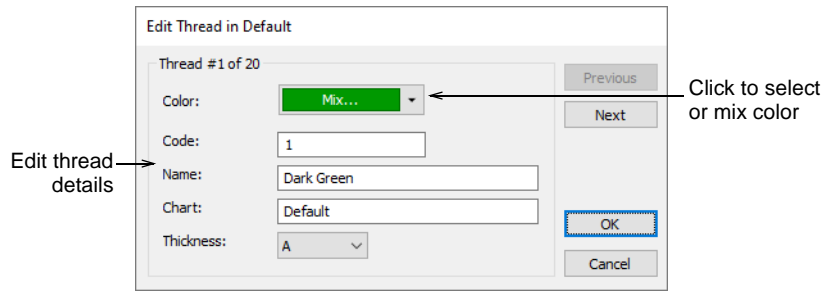 Edit Thread in Default
Thread #1 of 20
Color:
Mix...
Code:
1
Name:
Dark Green
Chart:
Default
Thickness:
A
Previous
Next
OK
Cancel
Click to select
or mix color
Edit thread
details